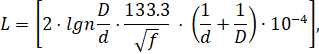 L = [2 · lgn D/d · 133.3/√f · (1/d + 1/D) · 10⁻⁴],